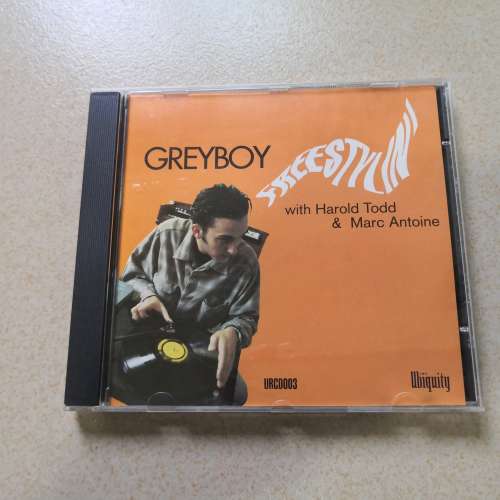 GREYBOY
FREESTYLIN'
with Harold Todd
& Marc Antoine
URCD003
Ubiquity